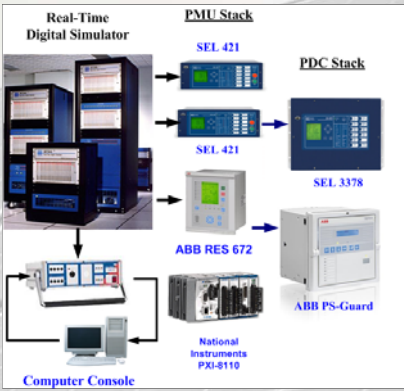 Real-Time
Digital Simulator
PMU Stack
SEL 421
PDC Stack
SEL 421
SEL 3378
ABB RES 672
ABB PS-Guard
National
Instruments
PXI-8110
Computer Console